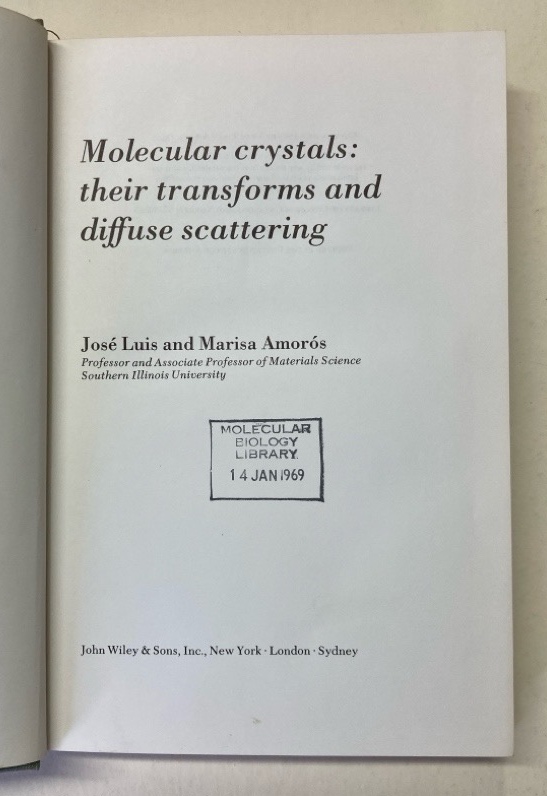 Molecular crystals:
their transforms and
diffuse scattering
José Luis and Marisa Amorós
Professor and Associate Professor of Materials Science
Southern Illinois University
MOLECULAR
BIOLOGY
LIBRARY
14 JAN 1969
John Wiley & Sons, Inc., New York · London · Sydney